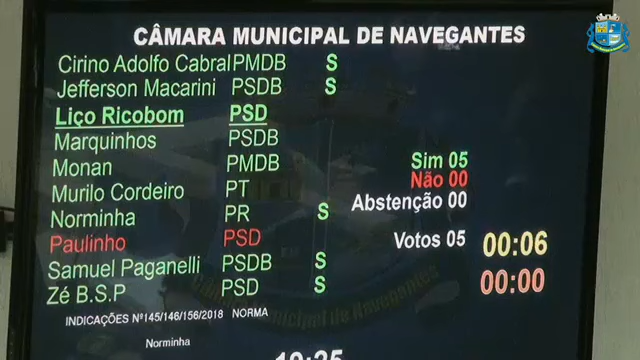 CÂMARA MUNICIPAL DE NAVEGANTES
Cirino Adolfo Cabral PMDB S
Jefferson Macarini PSDB S
Liço Ricobom PSD
Marquinhos PSDB
Monan PMDB Sim 05
Não 00
Murilo Cordeiro PT Abstenção 00
Norminha PR S
Paulinho PSD Votos 05 00:06
Samuel Paganelli PSDB S
Zé B.S.P PSD S 00:00
INDICAÇÕES Nº145/146/156/2018 NORMA
Norminha